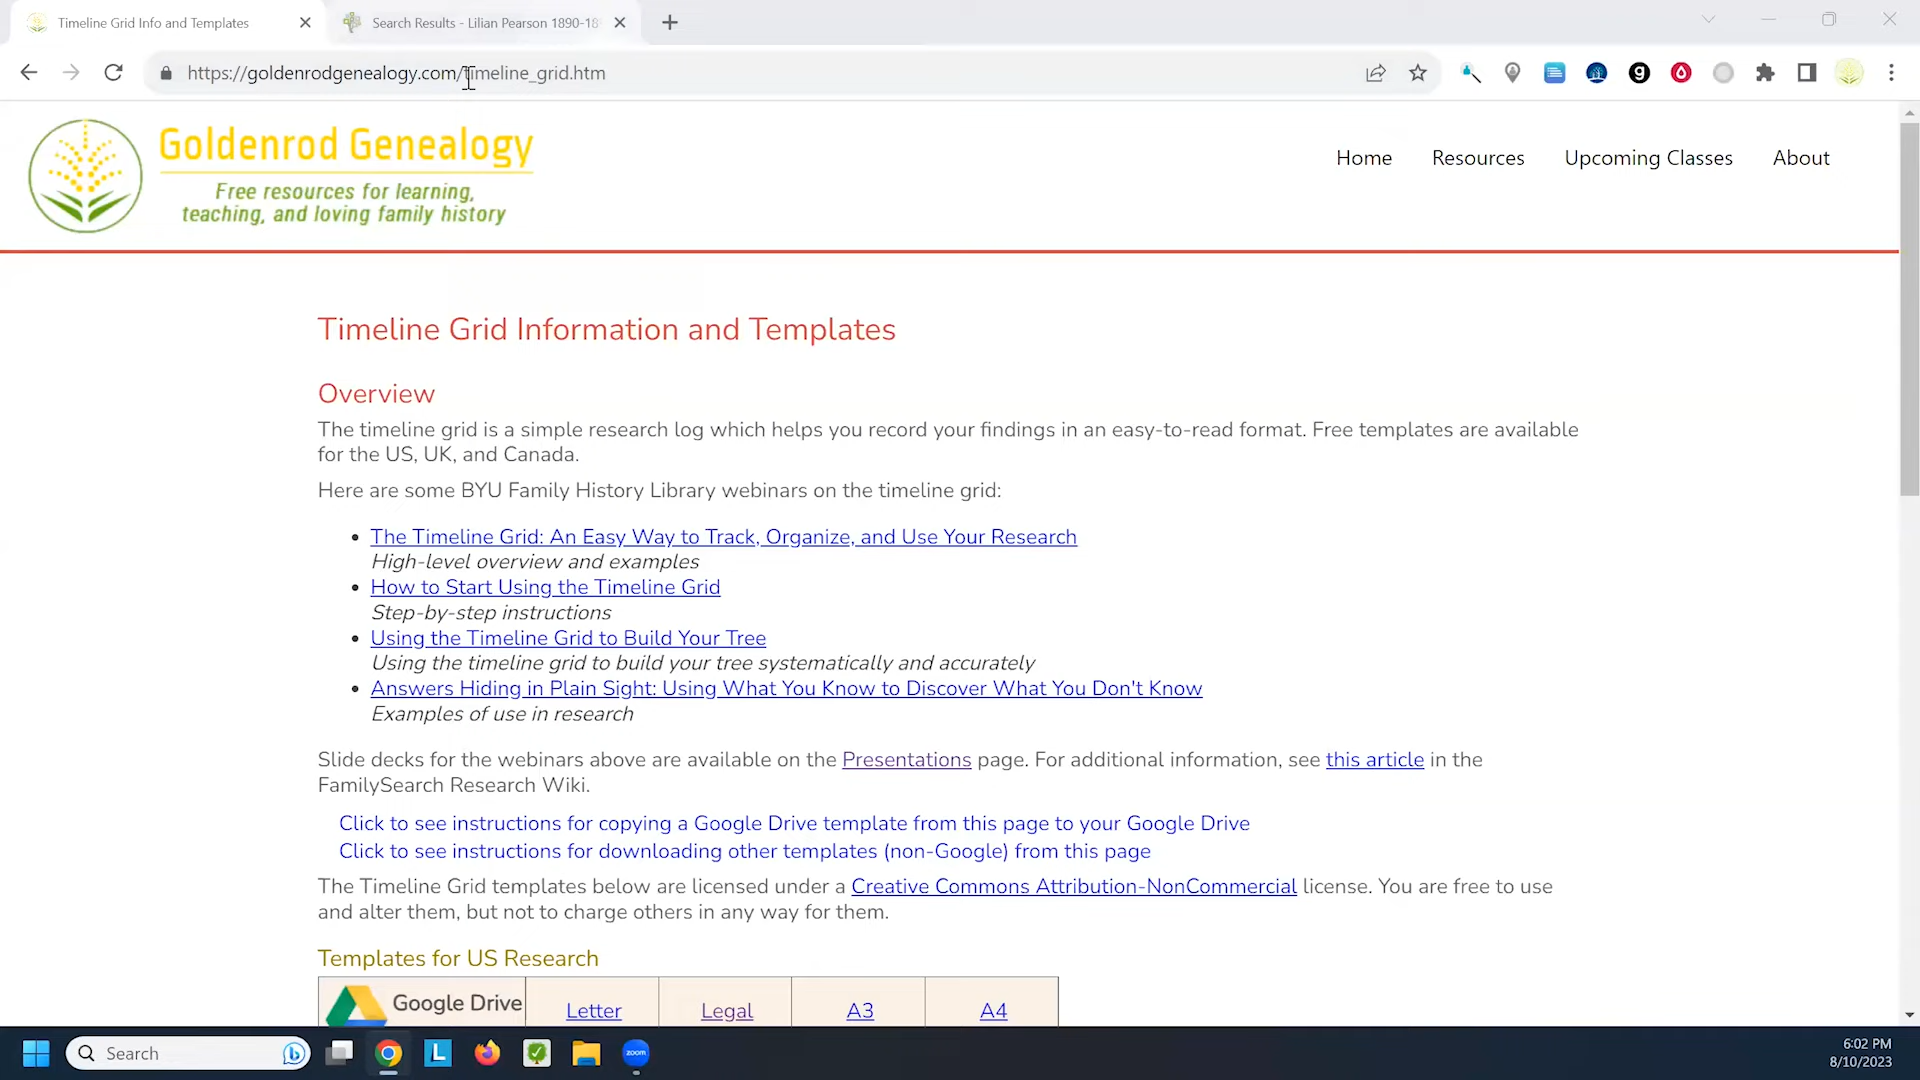 Timeline Grid Info and Templates
Search Results - Lilian Pearson 1890-18
https://goldenrodgenealogy.com/timeline_grid.htm
Goldenrod Genealogy
Free resources for learning,
teaching, and loving family history
Home Resources Upcoming Classes About
Timeline Grid Information and Templates
Overview
The timeline grid is a simple research log which helps you record your findings in an easy-to-read format. Free templates are available
for the US, UK, and Canada.
Here are some BYU Family History Library webinars on the timeline grid:
• The Timeline Grid: An Easy Way to Track, Organize, and Use Your Research
High-level overview and examples
• How to Start Using the Timeline Grid
Step-by-step instructions
• Using the Timeline Grid to Build Your Tree
Using the timeline grid to build your tree systematically and accurately
• Answers Hiding in Plain Sight: Using What You Know to Discover What You Don't Know
Examples of use in research
Slide decks for the webinars above are available on the Presentations page. For additional information, see this article in the
FamilySearch Research Wiki.
Click to see instructions for copying a Google Drive template from this page to your Google Drive
Click to see instructions for downloading other templates (non-Google) from this page
The Timeline Grid templates below are licensed under a Creative Commons Attribution-NonCommercial license. You are free to use
and alter them, but not to charge others in any way for them.
Templates for US Research
Google Drive Letter Legal A3 A4
Search
L
zoom
6:02 PM
8/10/2023